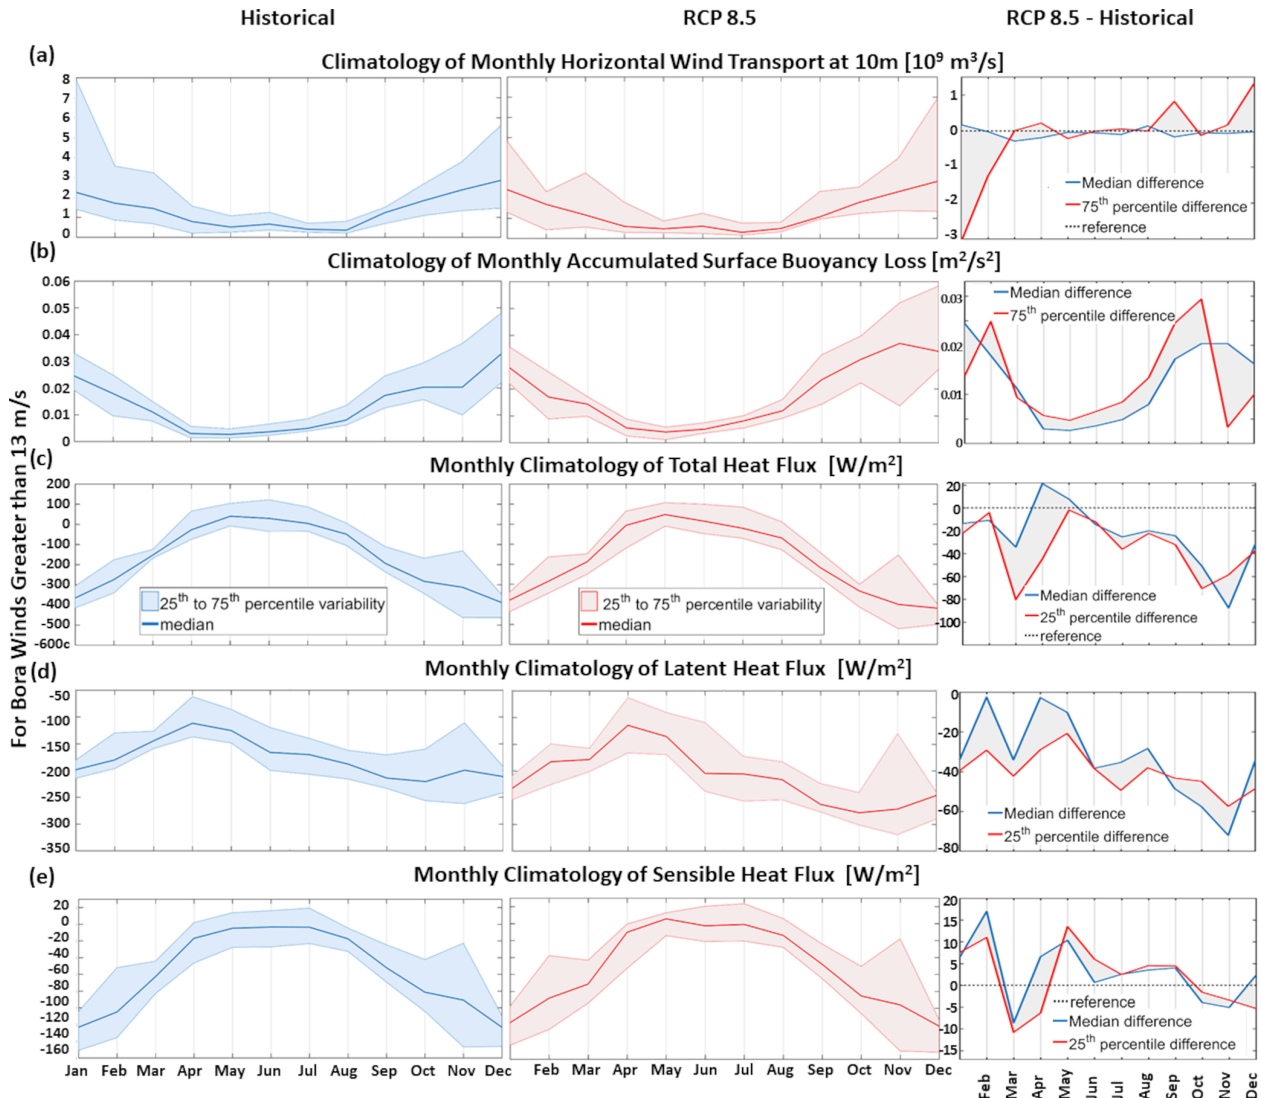 Historical RCP 8.5 RCP 8.5 - Historical
(a) Climatology of Monthly Horizontal Wind Transport at 10m [10⁹ m³/s]
8
7
6
5
4
3
2
1
0
1
0
-1
-2
-3
Median difference
75th percentile difference
reference
(b) Climatology of Monthly Accumulated Surface Buoyancy Loss [m²/s²]
0.06
0.05
0.04
0.03
0.02
0.01
0
0.03
0.02
0.01
0
Median difference
75th percentile difference
For Bora Winds Greater than 13 m/s
(c) Monthly Climatology of Total Heat Flux [W/m²]
200
100
0
-100
-200
-300
-400
-500
-600c
25th to 75th percentile variability
median
25th to 75th percentile variability
median
20
0
-20
-40
-60
-80
-100
Median difference
25th percentile difference
reference
(d) Monthly Climatology of Latent Heat Flux [W/m²]
-50
-100
-150
-200
-250
-300
-350
0
-20
-40
-60
-80
Median difference
25th percentile difference
(e) Monthly Climatology of Sensible Heat Flux [W/m²]
20
0
-20
-40
-60
-80
-100
-120
-140
-160
20
15
10
5
0
-5
-10
-15
reference
Median difference
25th percentile difference
Jan Feb Mar Apr May Jun Jul Aug Sep Oct Nov Dec
Feb Mar Apr May Jun Jul Aug Sep Oct Nov Dec
Feb Mar Apr May Jun Jul Aug Sep Oct Nov Dec